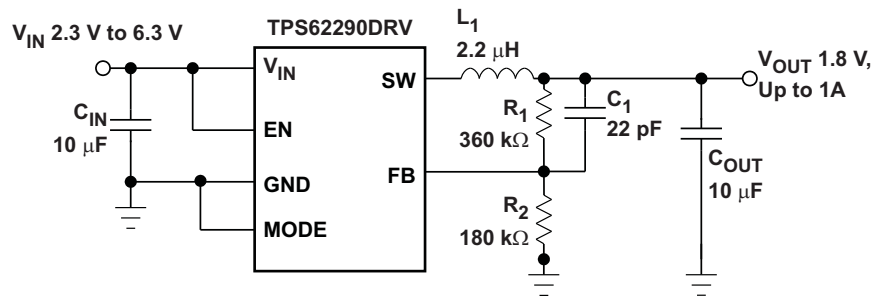 TPS62290DRV
V_IN 2.3 V to 6.3 V
V_IN
EN
GND
MODE
SW
FB
C_IN
10 μF
L_1
2.2 μH
R_1
360 kΩ
C_1
22 pF
R_2
180 kΩ
V_OUT 1.8 V,
Up to 1A
C_OUT
10 μF